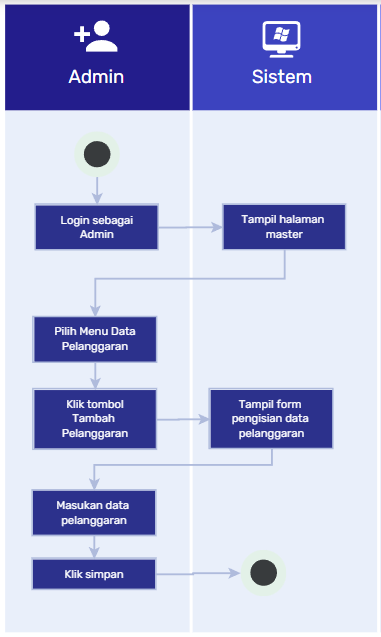 Admin
Sistem
Login sebagai
Admin
Tampil halaman
master
Pilih Menu Data
Pelanggaran
Klik tombol
Tambah
Pelanggaran
Tampil form
pengisian data
pelanggaran
Masukan data
pelanggaran
Klik simpan